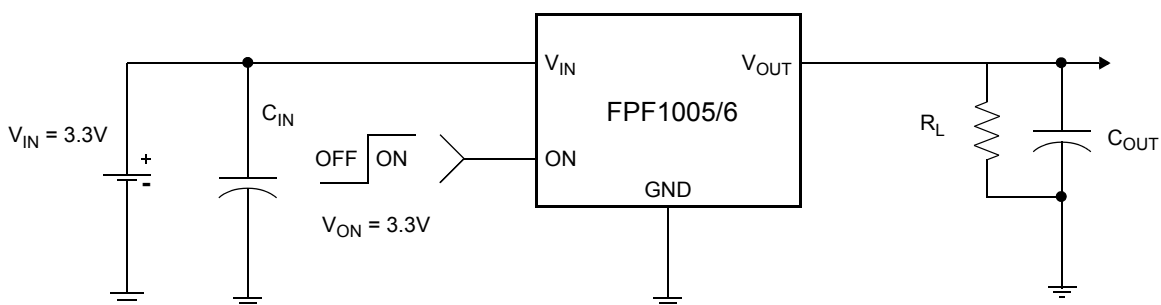 V_IN
V_OUT
FPF1005/6
C_IN
R_L
V_IN = 3.3V
+
-
OFF
ON
ON
C_OUT
GND
V_ON = 3.3V